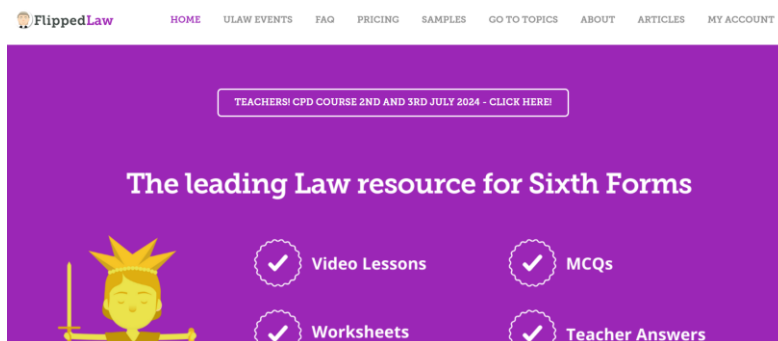 FlippedLaw HOME ULAW EVENTS FAQ PRICING SAMPLES GO TO TOPICS ABOUT ARTICLES MY ACCOUNT
TEACHERS! CPD COURSE 2ND AND 3RD JULY 2024 - CLICK HERE!
The leading Law resource for Sixth Forms
Video Lessons MCQs
Worksheets Teacher Answers